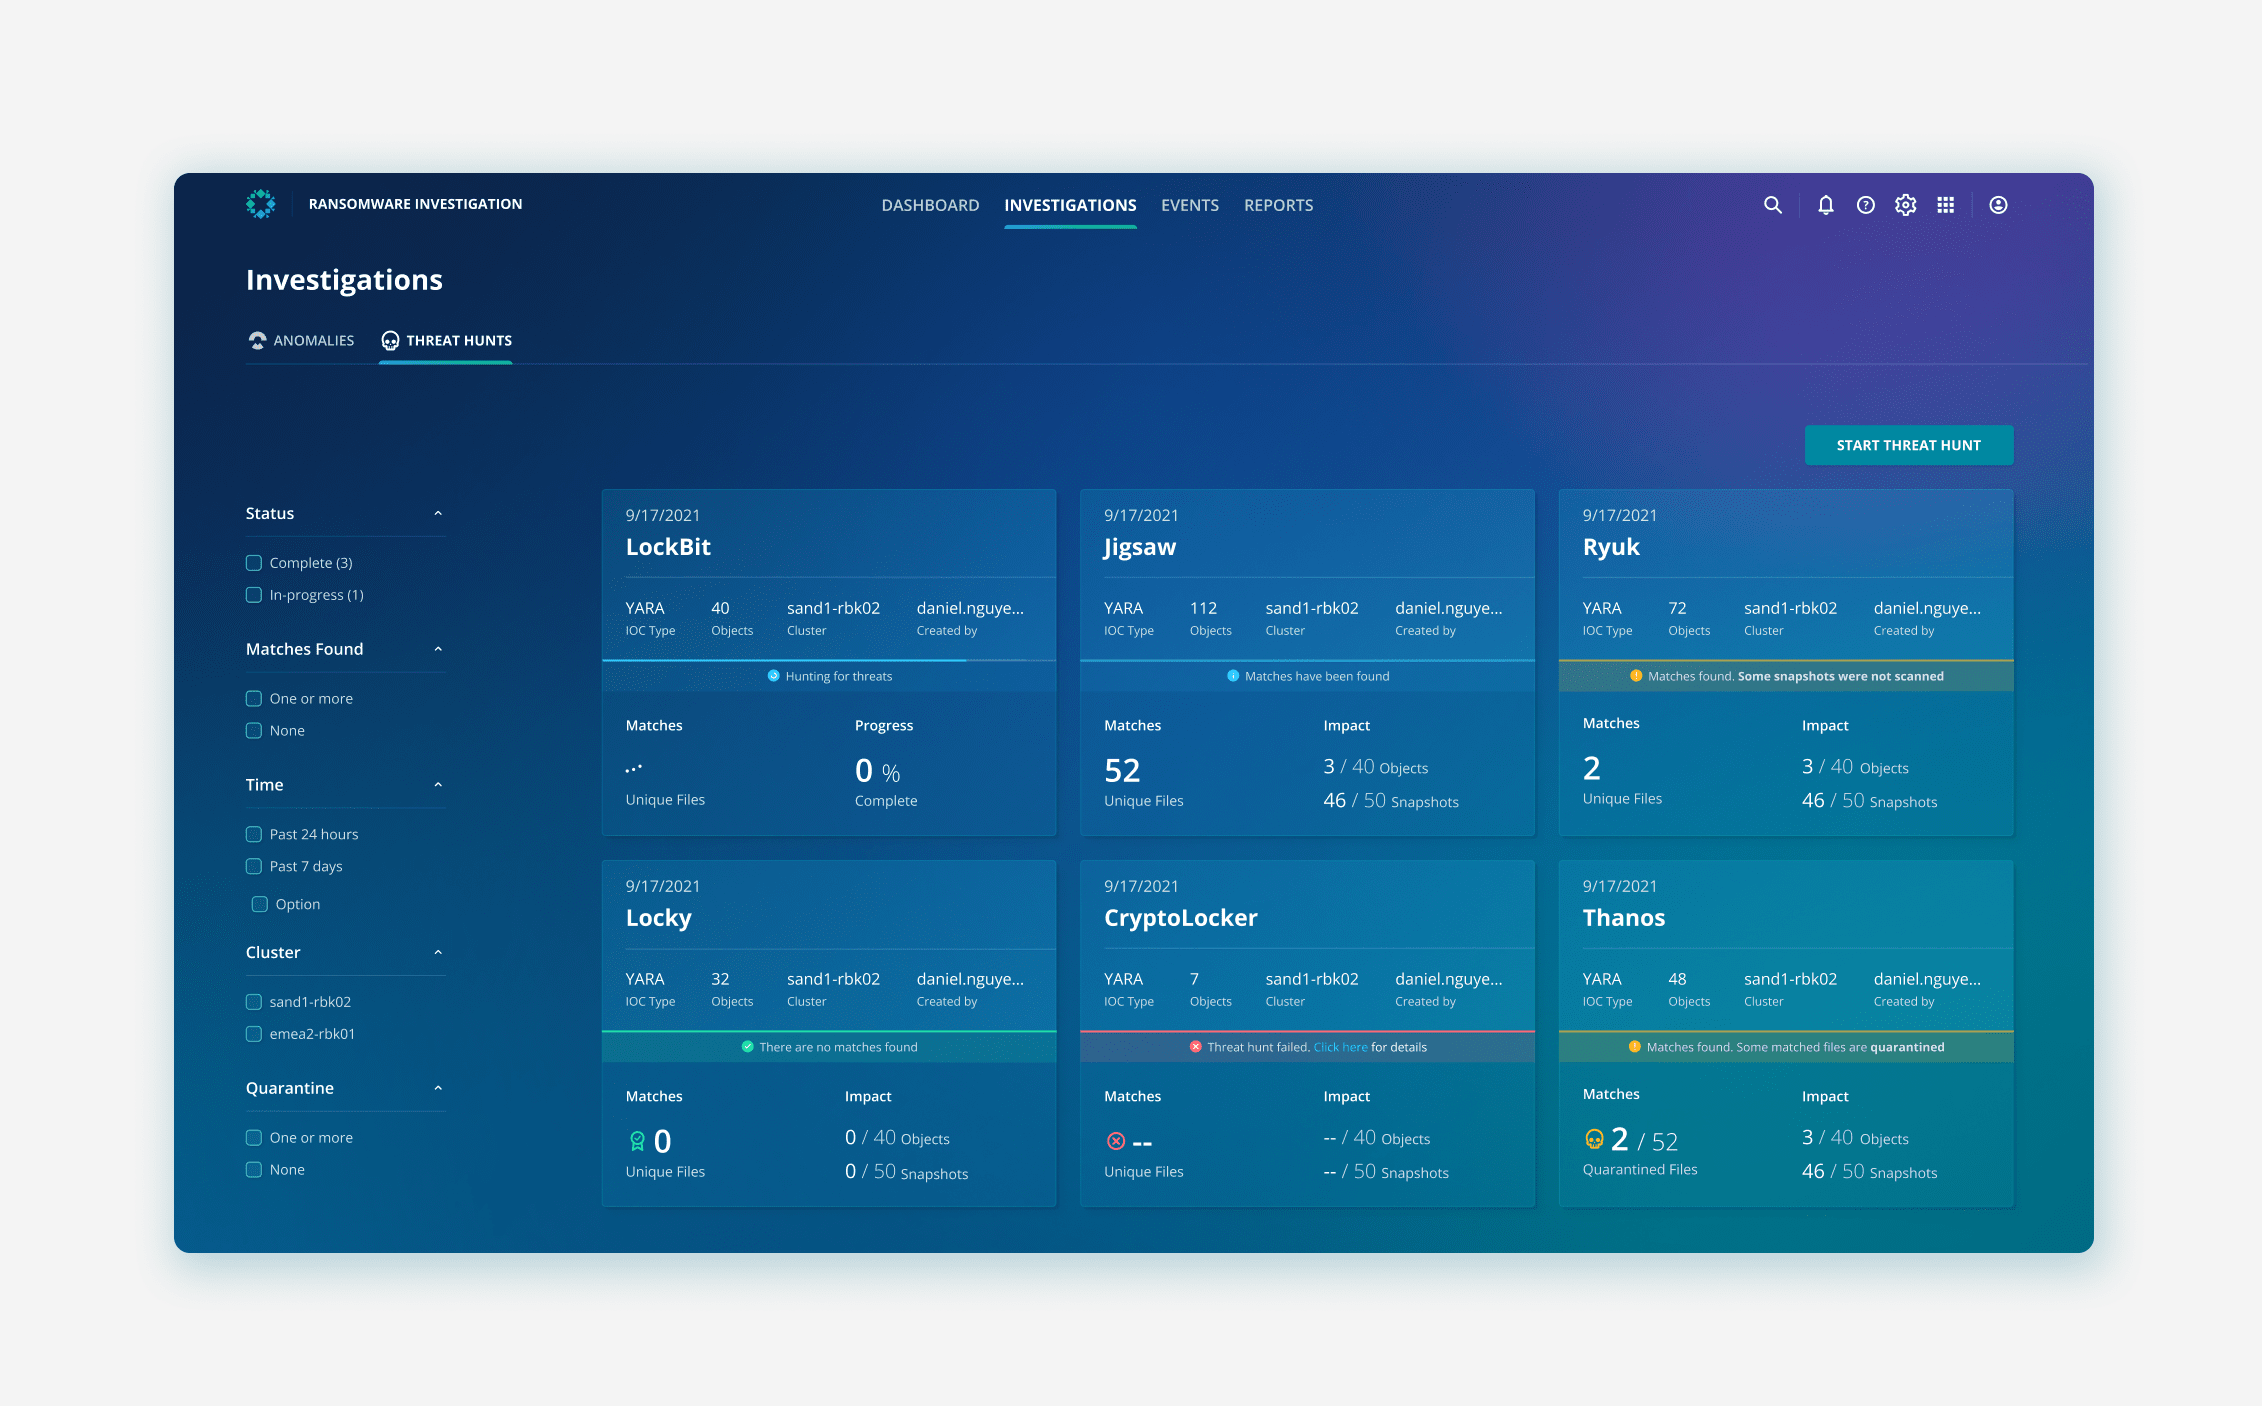 RANSOMWARE INVESTIGATION
DASHBOARD INVESTIGATIONS EVENTS REPORTS
Investigations
ANOMALIES THREAT HUNTS
START THREAT HUNT
Status
Complete (3)
In-progress (1)
Matches Found
One or more
None
Time
Past 24 hours
Past 7 days
Option
Cluster
sand1-rbk02
emea2-rbk01
Quarantine
One or more
None
9/17/2021
LockBit
YARA 40 sand1-rbk02 daniel.nguye...
IOC Type Objects Cluster Created by
Hunting for threats
Matches Progress
... 0 %
Unique Files Complete
9/17/2021
Jigsaw
YARA 112 sand1-rbk02 daniel.nguye...
IOC Type Objects Cluster Created by
Matches have been found
Matches Impact
52 3 / 40 Objects
Unique Files 46 / 50 Snapshots
9/17/2021
Ryuk
YARA 72 sand1-rbk02 daniel.nguye...
IOC Type Objects Cluster Created by
Matches found. Some snapshots were not scanned
Matches Impact
2 3 / 40 Objects
Unique Files 46 / 50 Snapshots
9/17/2021
Locky
YARA 32 sand1-rbk02 daniel.nguye...
IOC Type Objects Cluster Created by
There are no matches found
Matches Impact
0 0 / 40 Objects
Unique Files 0 / 50 Snapshots
9/17/2021
CryptoLocker
YARA 7 sand1-rbk02 daniel.nguye...
IOC Type Objects Cluster Created by
Threat hunt failed. Click here for details
Matches Impact
-- -- / 40 Objects
Unique Files -- / 50 Snapshots
9/17/2021
Thanos
YARA 48 sand1-rbk02 daniel.nguye...
IOC Type Objects Cluster Created by
Matches found. Some matched files are quarantined
Matches Impact
2 / 52 3 / 40 Objects
Quarantined Files 46 / 50 Snapshots